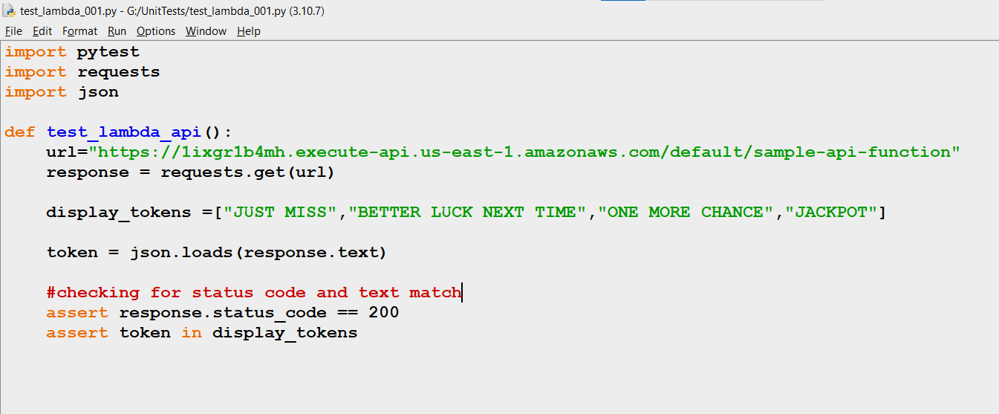 test_lambda_001.py - G:/UnitTests/test_lambda_001.py (3.10.7)
File Edit Format Run Options Window Help
import pytest
import requests
import json
def test_lambda_api():
    url="https://1ixgr1b4mh.execute-api.us-east-1.amazonaws.com/default/sample-api-function"
    response = requests.get(url)
    display_tokens =["JUST MISS","BETTER LUCK NEXT TIME","ONE MORE CHANCE","JACKPOT"]
    token = json.loads(response.text)
    #checking for status code and text match
    assert response.status_code == 200
    assert token in display_tokens